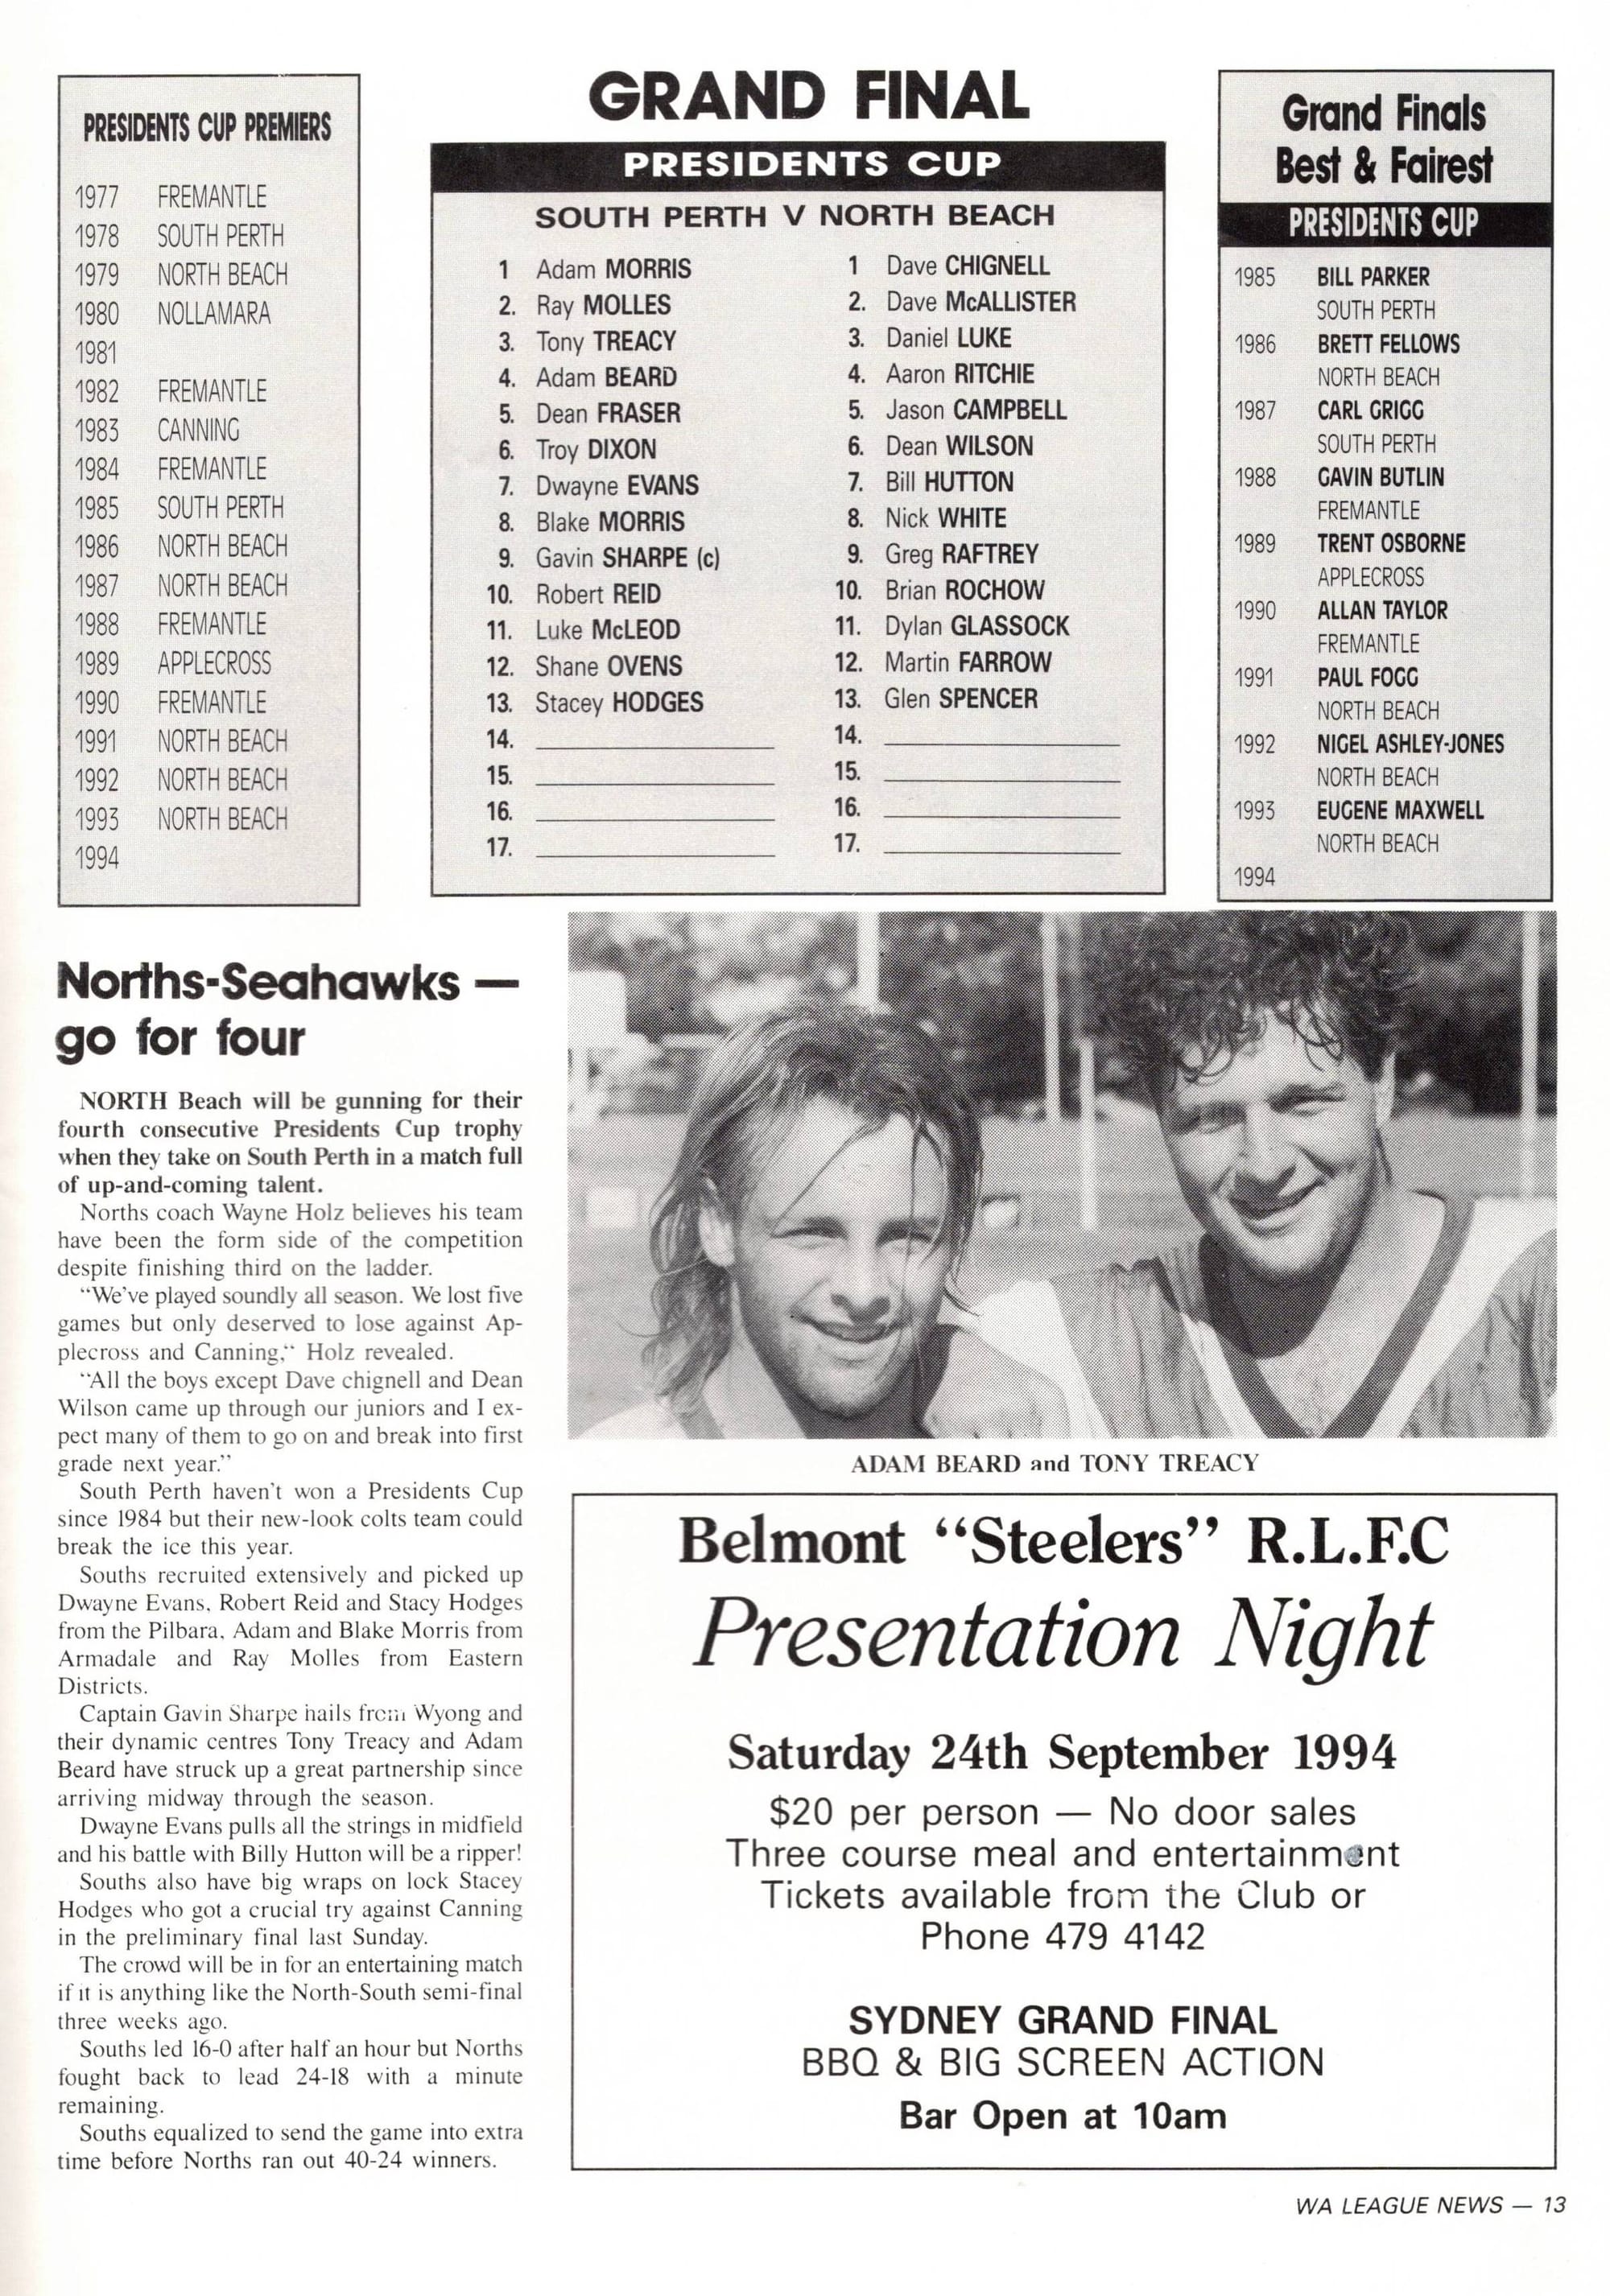 PRESIDENTS CUP PREMIERS
1977 FREMANTLE
1978 SOUTH PERTH
1979 NORTH BEACH
1980 NOLLAMARA
1981
1982 FREMANTLE
1983 CANNING
1984 FREMANTLE
1985 SOUTH PERTH
1986 NORTH BEACH
1987 NORTH BEACH
1988 FREMANTLE
1989 APPLECROSS
1990 FREMANTLE
1991 NORTH BEACH
1992 NORTH BEACH
1993 NORTH BEACH
1994
GRAND FINAL
PRESIDENTS CUP
SOUTH PERTH V NORTH BEACH
1 Adam MORRIS
2. Ray MOLLES
3. Tony TREACY
4. Adam BEARD
5. Dean FRASER
6. Troy DIXON
7. Dwayne EVANS
8. Blake MORRIS
9. Gavin SHARPE (c)
10. Robert REID
11. Luke McLEOD
12. Shane OVENS
13. Stacey HODGES
14.
15.
16.
17.
1 Dave CHIGNELL
2. Dave McALLISTER
3. Daniel LUKE
4. Aaron RITCHIE
5. Jason CAMPBELL
6. Dean WILSON
7. Bill HUTTON
8. Nick WHITE
9. Greg RAFTREY
10. Brian ROCHOW
11. Dylan GLASSOCK
12. Martin FARROW
13. Glen SPENCER
14.
15.
16.
17.
Grand Finals
Best & Fairest
PRESIDENTS CUP
1985 BILL PARKER
SOUTH PERTH
1986 BRETT FELLOWS
NORTH BEACH
1987 CARL GRIGG
SOUTH PERTH
1988 GAVIN BUTLIN
FREMANTLE
1989 TRENT OSBORNE
APPLECROSS
1990 ALLAN TAYLOR
FREMANTLE
1991 PAUL FOGG
NORTH BEACH
1992 NIGEL ASHLEY-JONES
NORTH BEACH
1993 EUGENE MAXWELL
NORTH BEACH
1994
Norths-Seahawks —
go for four
NORTH Beach will be gunning for their
fourth consecutive Presidents Cup trophy
when they take on South Perth in a match full
of up-and-coming talent.
Norths coach Wayne Holz believes his team
have been the form side of the competition
despite finishing third on the ladder.
"We've played soundly all season. We lost five
games but only deserved to lose against Ap-
plecross and Canning," Holz revealed.
"All the boys except Dave chignell and Dean
Wilson came up through our juniors and I ex-
pect many of them to go on and break into first
grade next year."
South Perth haven't won a Presidents Cup
since 1984 but their new-look colts team could
break the ice this year.
Souths recruited extensively and picked up
Dwayne Evans, Robert Reid and Stacy Hodges
from the Pilbara, Adam and Blake Morris from
Armadale and Ray Molles from Eastern
Districts.
Captain Gavin Sharpe hails from Wyong and
their dynamic centres Tony Treacy and Adam
Beard have struck up a great partnership since
arriving midway through the season.
Dwayne Evans pulls all the strings in midfield
and his battle with Billy Hutton will be a ripper!
Souths also have big wraps on lock Stacey
Hodges who got a crucial try against Canning
in the preliminary final last Sunday.
The crowd will be in for an entertaining match
if it is anything like the North-South semi-final
three weeks ago.
Souths led 16-0 after half an hour but Norths
fought back to lead 24-18 with a minute
remaining.
Souths equalized to send the game into extra
time before Norths ran out 40-24 winners.
ADAM BEARD and TONY TREACY
Belmont "Steelers" R.L.F.C
Presentation Night
Saturday 24th September 1994
$20 per person — No door sales
Three course meal and entertainment
Tickets available from the Club or
Phone 479 4142
SYDNEY GRAND FINAL
BBQ & BIG SCREEN ACTION
Bar Open at 10am
WA LEAGUE NEWS — 13